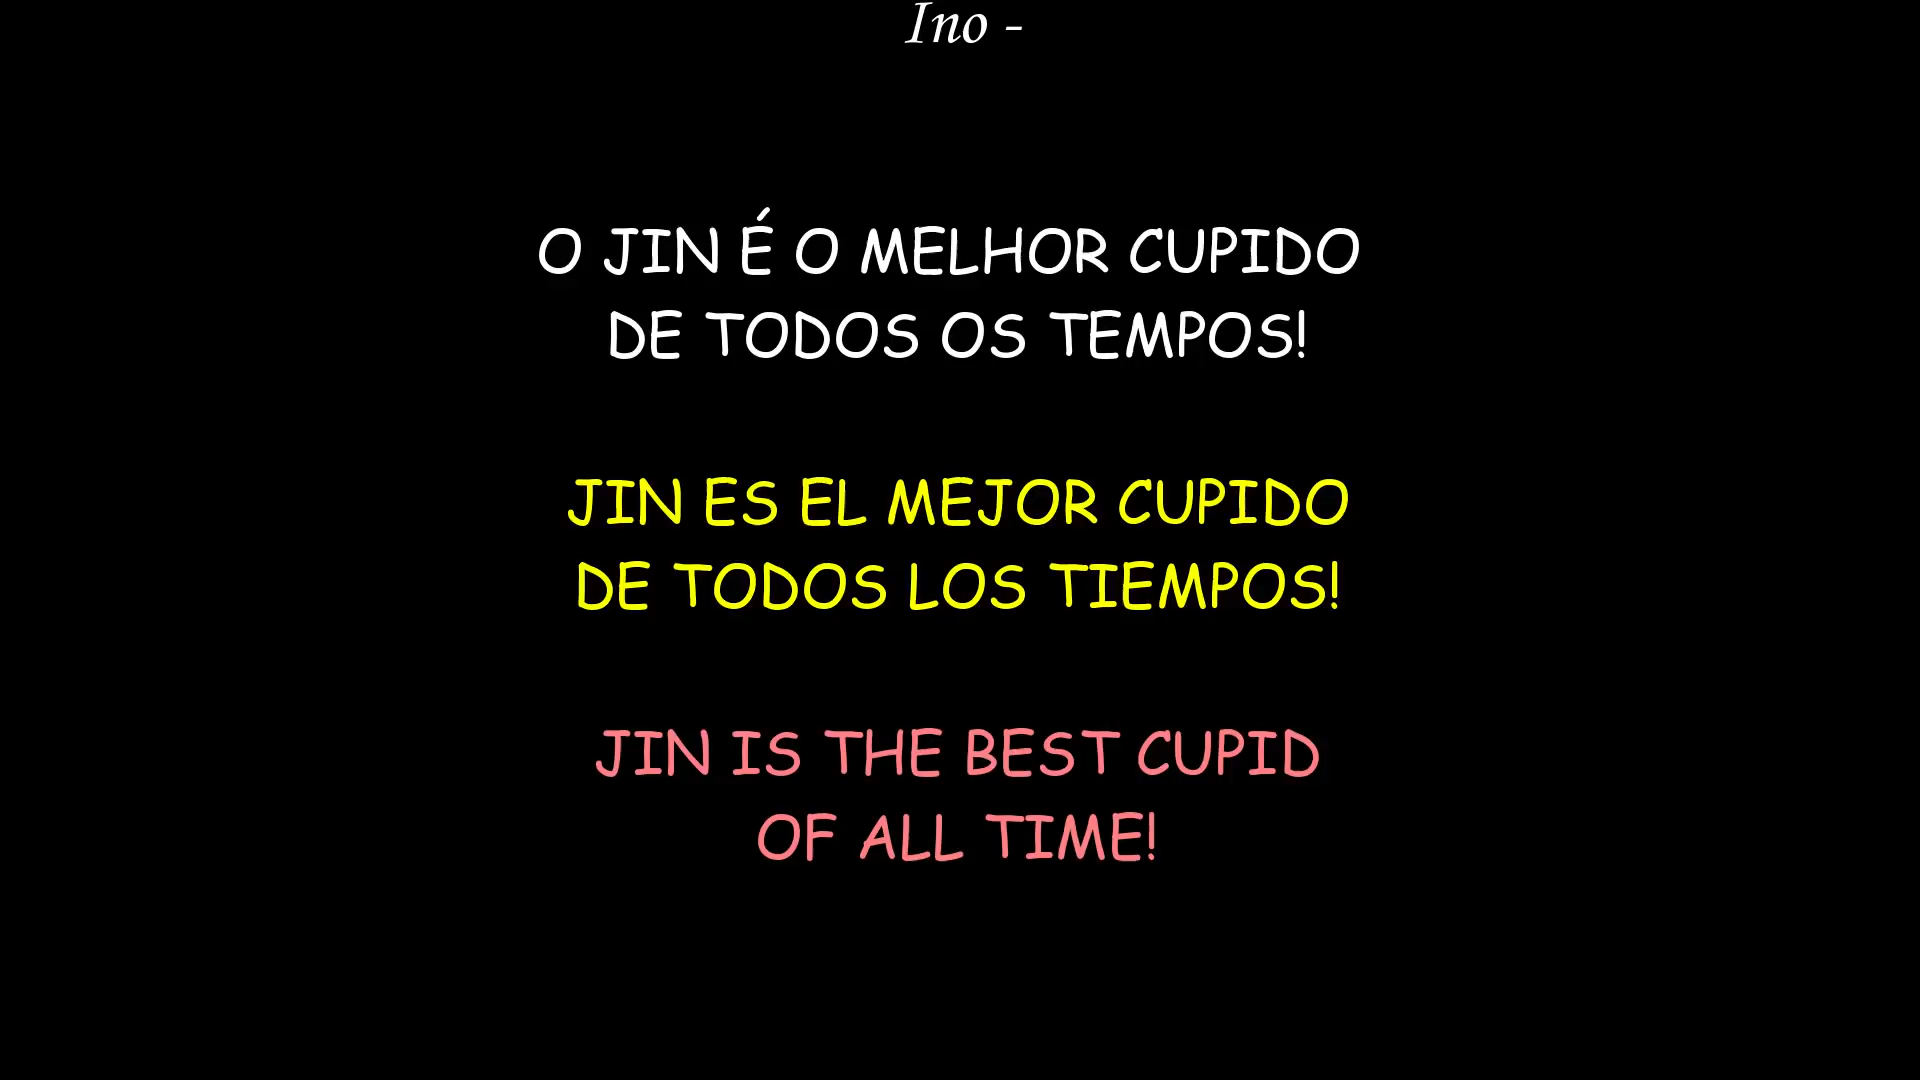 Ino -
O JIN É O MELHOR CUPIDO
DE TODOS OS TEMPOS!
JIN ES EL MEJOR CUPIDO
DE TODOS LOS TIEMPOS!
JIN IS THE BEST CUPID
OF ALL TIME!